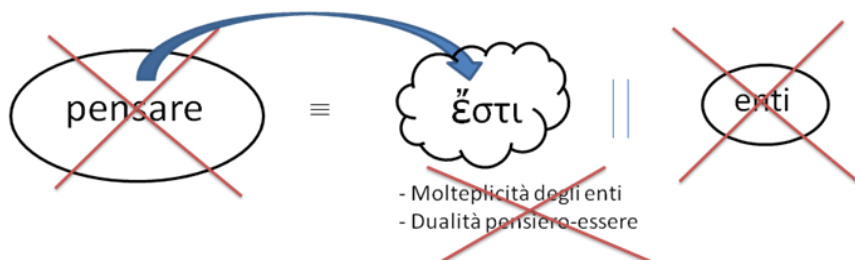 pensare ≡ ἔστι || enti
- Molteplicità degli enti
- Dualità pensiero-essere